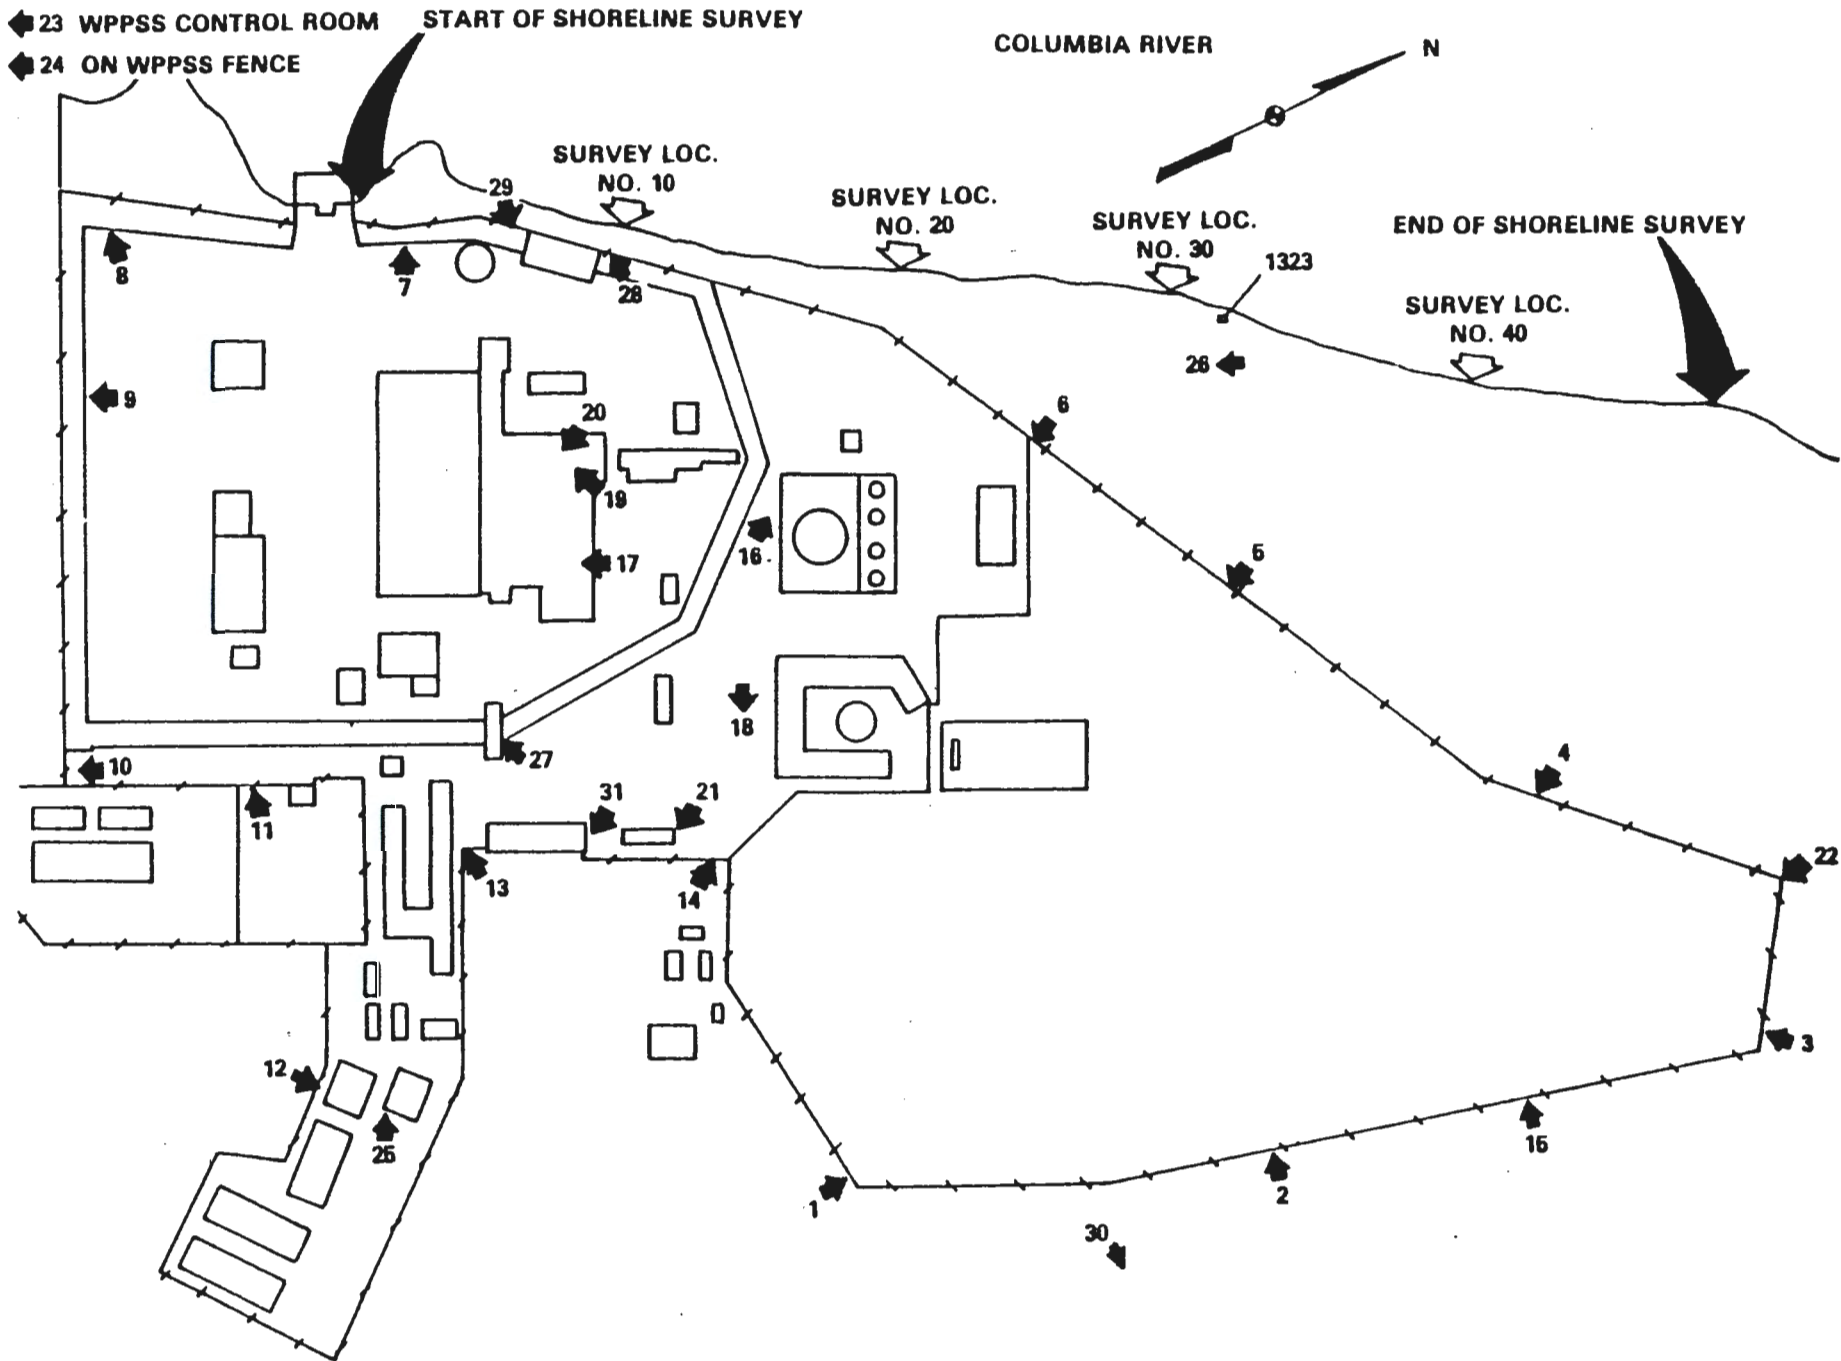 23 WPPSS CONTROL ROOM
START OF SHORELINE SURVEY
24 ON WPPSS FENCE
COLUMBIA RIVER
N
SURVEY LOC.
NO. 10
29
SURVEY LOC.
NO. 20
SURVEY LOC.
NO. 30
END OF SHORELINE SURVEY
1323
8
7
28
SURVEY LOC.
NO. 40
26
9
20
6
19
16
17
5
18
10
27
4
31
21
11
13
14
22
3
12
25
15
1
2
30